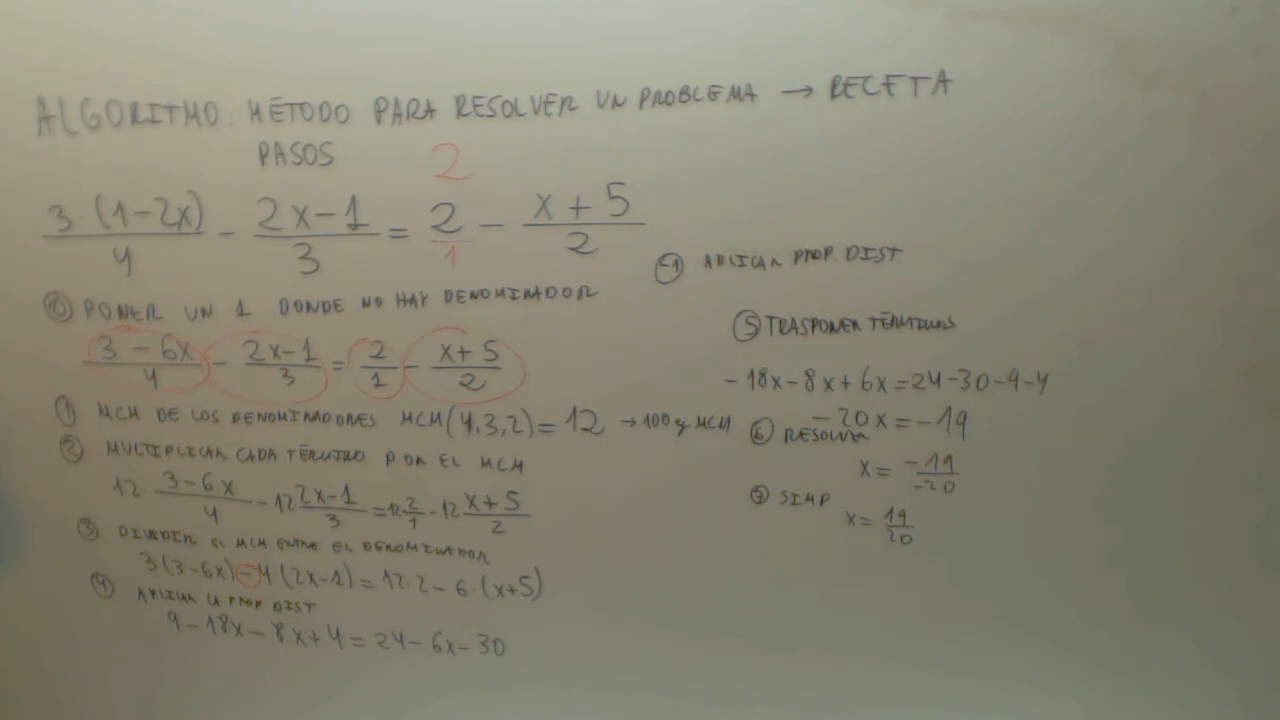 ALGORITMO: MÉTODO PARA RESOLVER UN PROBLEMA → RECETA
PASOS
2
3·(1-2x)/4 - 2x-1/3 = 2/1 - x+5/2
-1 APLICAR PROP. DIST.
0 PONER UN 1 DONDE NO HAY DENOMINADOR
3-6x/4 - 2x-1/3 = 2/1 - x+5/2
1 MCM DE LOS DENOMINADORES MCM(4,3,2)=12 → 100 y MCM
2 MULTIPLICAR CADA TÉRMINO POR EL MCM
12· 3-6x/4 - 12 2x-1/3 = 12 2/1 - 12 x+5/2
3 DIVIDIR EL MCM ENTRE EL DENOMINADOR
3(3-6x)-4(2x-1)=12·2-6·(x+5)
4 APLICAR LA PROP DIST
9-18x-8x+4=24-6x-30
5 TRASPONER TÉRMINOS
-18x-8x+6x=24-30-9-4
-20x=-19
6 RESOLVER
x = -19/-20
7 SIMP
x = 19/20